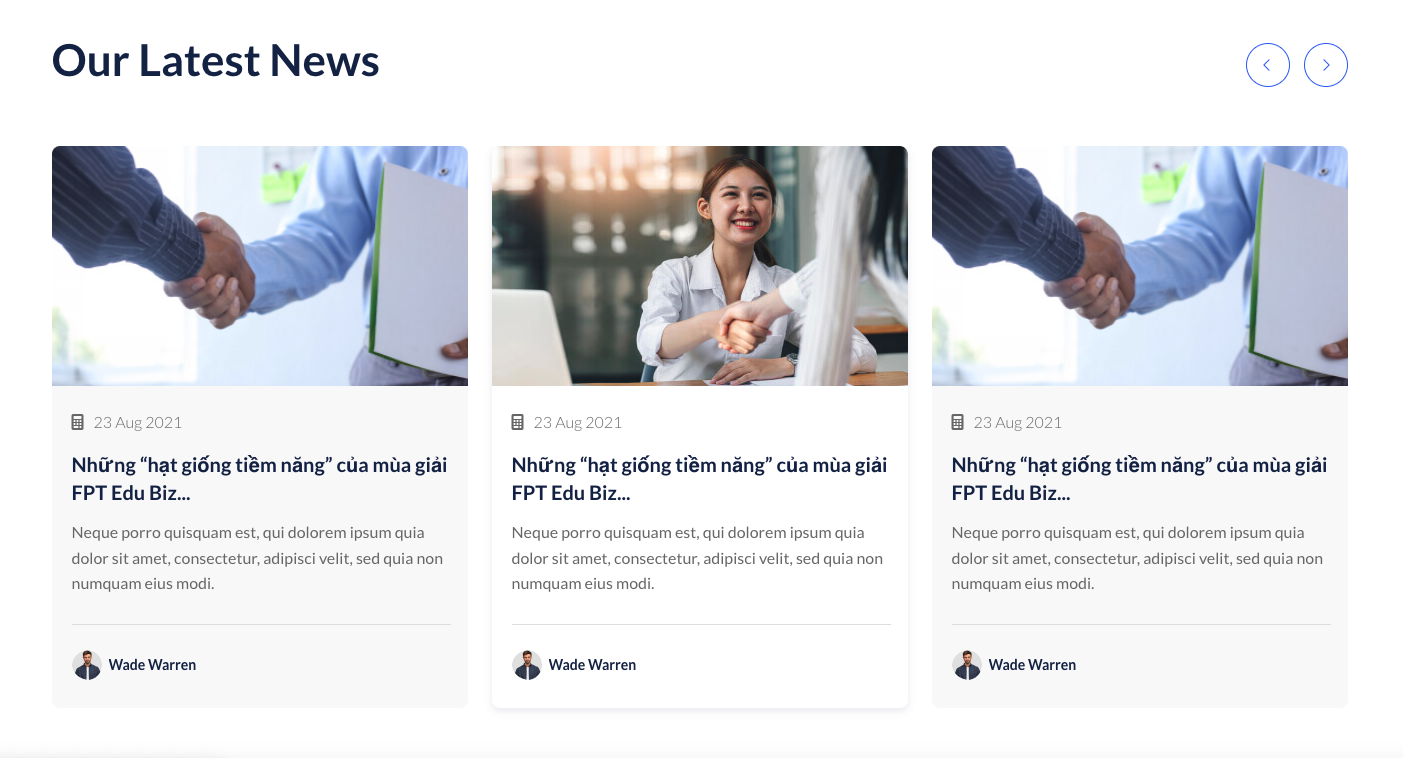 Our Latest News
23 Aug 2021
Những “hạt giống tiềm năng” của mùa giải
FPT Edu Biz...
Neque porro quisquam est, qui dolorem ipsum quia
dolor sit amet, consectetur, adipisci velit, sed quia non
numquam eius modi.
Wade Warren
23 Aug 2021
Những “hạt giống tiềm năng” của mùa giải
FPT Edu Biz...
Neque porro quisquam est, qui dolorem ipsum quia
dolor sit amet, consectetur, adipisci velit, sed quia non
numquam eius modi.
Wade Warren
23 Aug 2021
Những “hạt giống tiềm năng” của mùa giải
FPT Edu Biz...
Neque porro quisquam est, qui dolorem ipsum quia
dolor sit amet, consectetur, adipisci velit, sed quia non
numquam eius modi.
Wade Warren